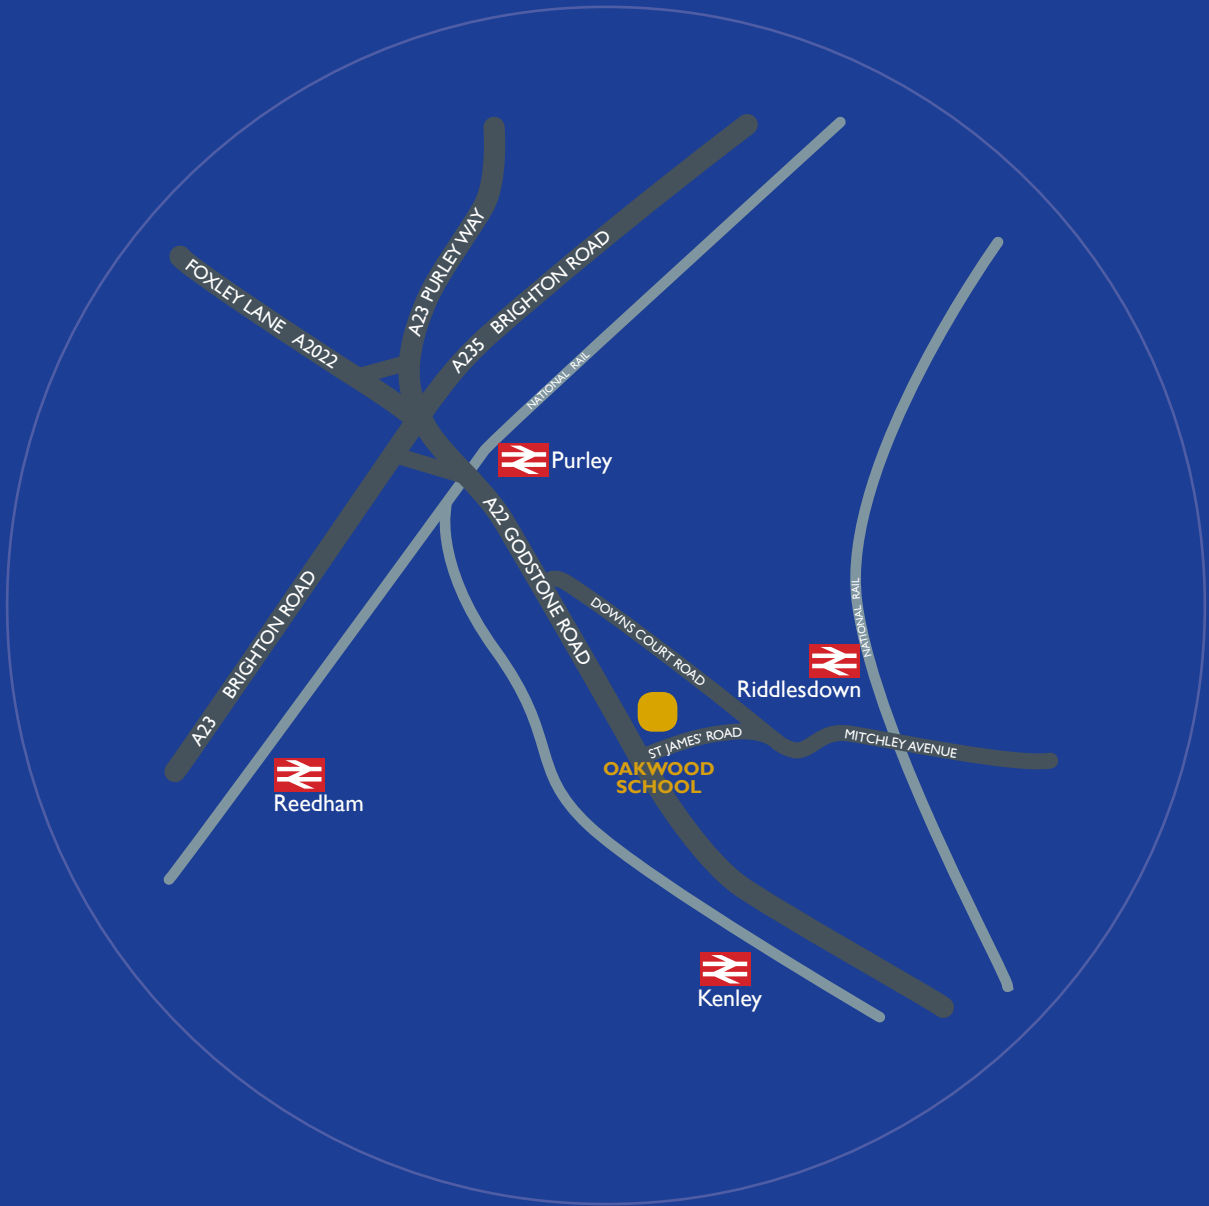 A23 PURLEY WAY
A235 BRIGHTON ROAD
FOXLEY LANE A2022
NATIONAL RAIL
Purley
A22 GODSTONE ROAD
A23 BRIGHTON ROAD
DOWNS COURT ROAD
NATIONAL RAIL
Riddlesdown
ST JAMES' ROAD
MITCHLEY AVENUE
OAKWOOD
SCHOOL
Reedham
Kenley